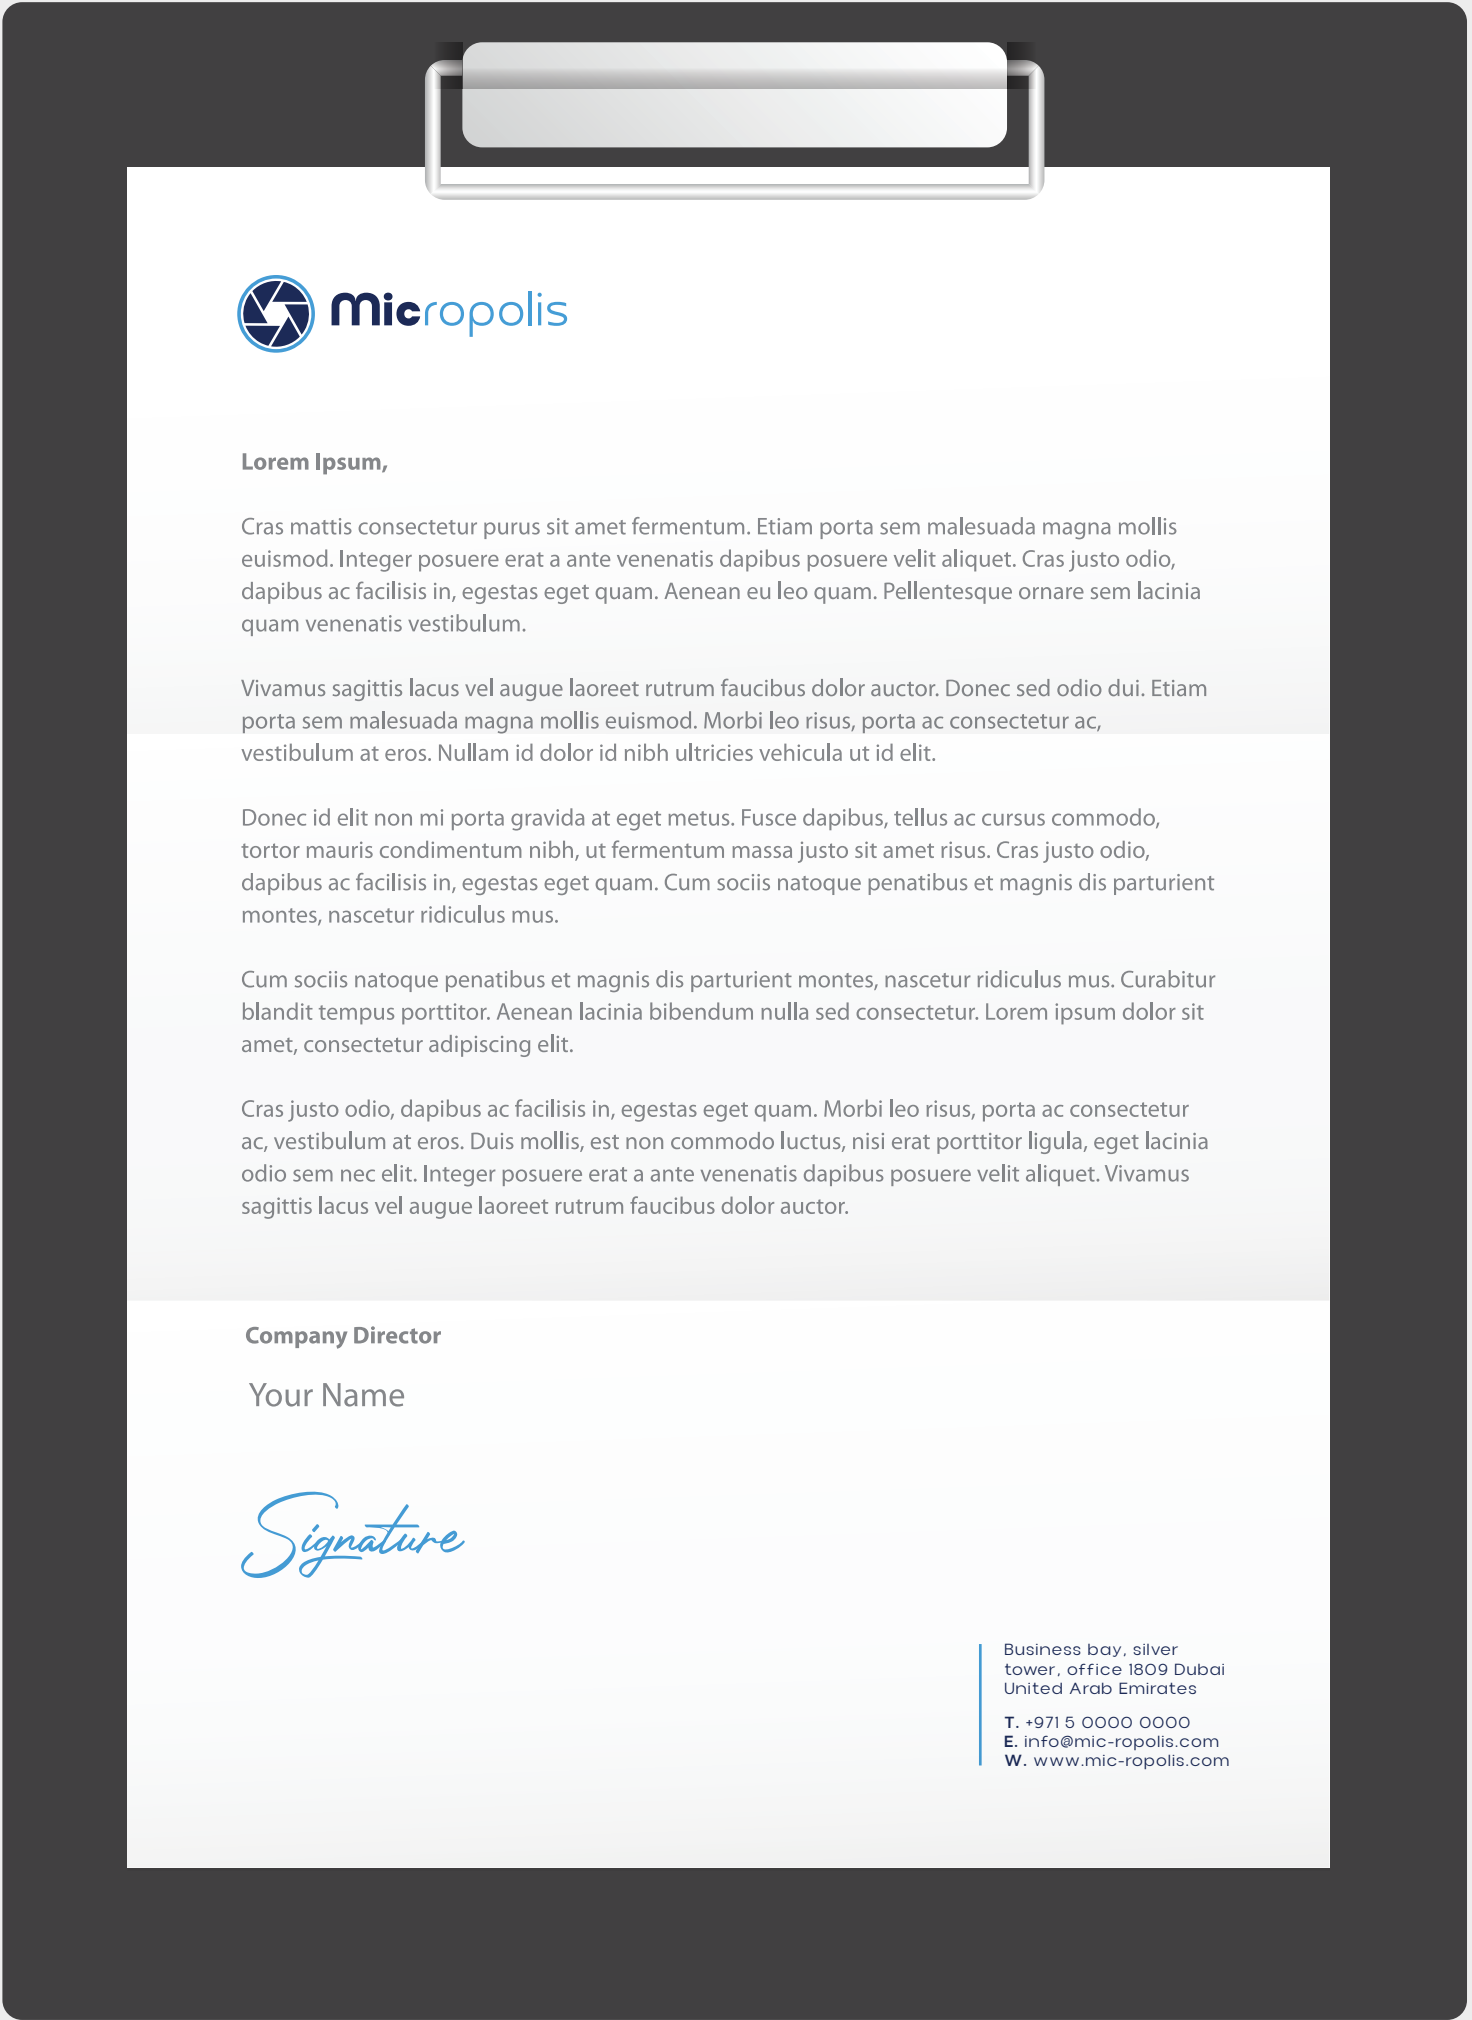 Micropolis
Lorem Ipsum,
Cras mattis consectetur purus sit amet fermentum. Etiam porta sem malesuada magna mollis
euismod. Integer posuere erat a ante venenatis dapibus posuere velit aliquet. Cras justo odio,
dapibus ac facilisis in, egestas eget quam. Aenean eu leo quam. Pellentesque ornare sem lacinia
quam venenatis vestibulum.
Vivamus sagittis lacus vel augue laoreet rutrum faucibus dolor auctor. Donec sed odio dui. Etiam
porta sem malesuada magna mollis euismod. Morbi leo risus, porta ac consectetur ac,
vestibulum at eros. Nullam id dolor id nibh ultricies vehicula ut id elit.
Donec id elit non mi porta gravida at eget metus. Fusce dapibus, tellus ac cursus commodo,
tortor mauris condimentum nibh, ut fermentum massa justo sit amet risus. Cras justo odio,
dapibus ac facilisis in, egestas eget quam. Cum sociis natoque penatibus et magnis dis parturient
montes, nascetur ridiculus mus.
Cum sociis natoque penatibus et magnis dis parturient montes, nascetur ridiculus mus. Curabitur
blandit tempus porttitor. Aenean lacinia bibendum nulla sed consectetur. Lorem ipsum dolor sit
amet, consectetur adipiscing elit.
Cras justo odio, dapibus ac facilisis in, egestas eget quam. Morbi leo risus, porta ac consectetur
ac, vestibulum at eros. Duis mollis, est non commodo luctus, nisi erat porttitor ligula, eget lacinia
odio sem nec elit. Integer posuere erat a ante venenatis dapibus posuere velit aliquet. Vivamus
sagittis lacus vel augue laoreet rutrum faucibus dolor auctor.
Company Director
Your Name
Signature
Business bay, silver
tower, office 1809 Dubai
United Arab Emirates
T. +971 5 0000 0000
E. info@mic-ropolis.com
W. www.mic-ropolis.com